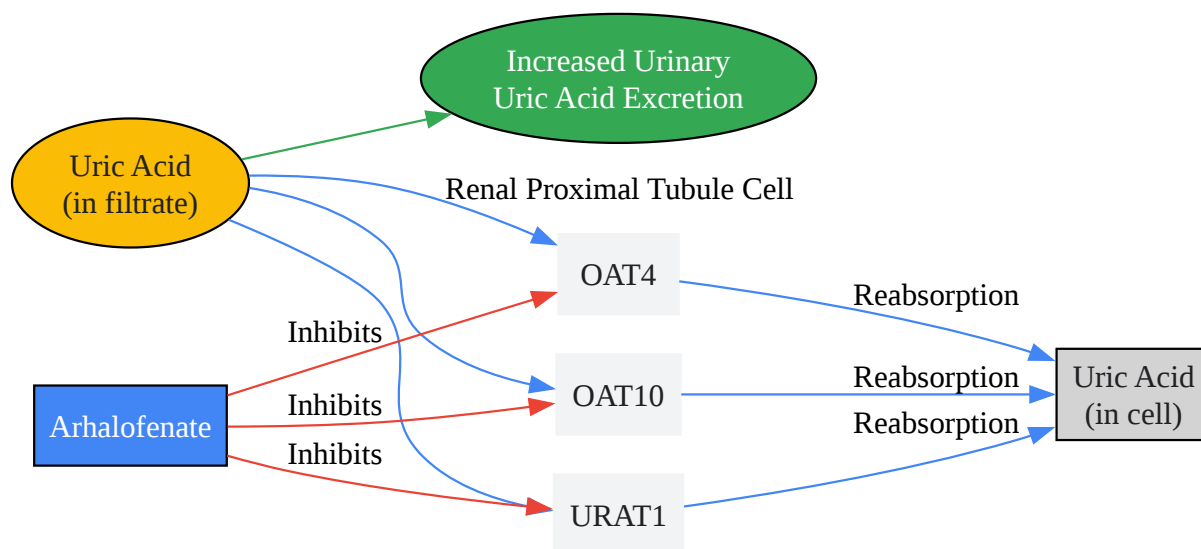 Increased Urinary
Uric Acid Excretion
Uric Acid
(in filtrate)
Renal Proximal Tubule Cell
OAT4
Reabsorption
Inhibits
Arhalofenate
Inhibits
OAT10
Reabsorption
Uric Acid
(in cell)
Inhibits
Reabsorption
URAT1